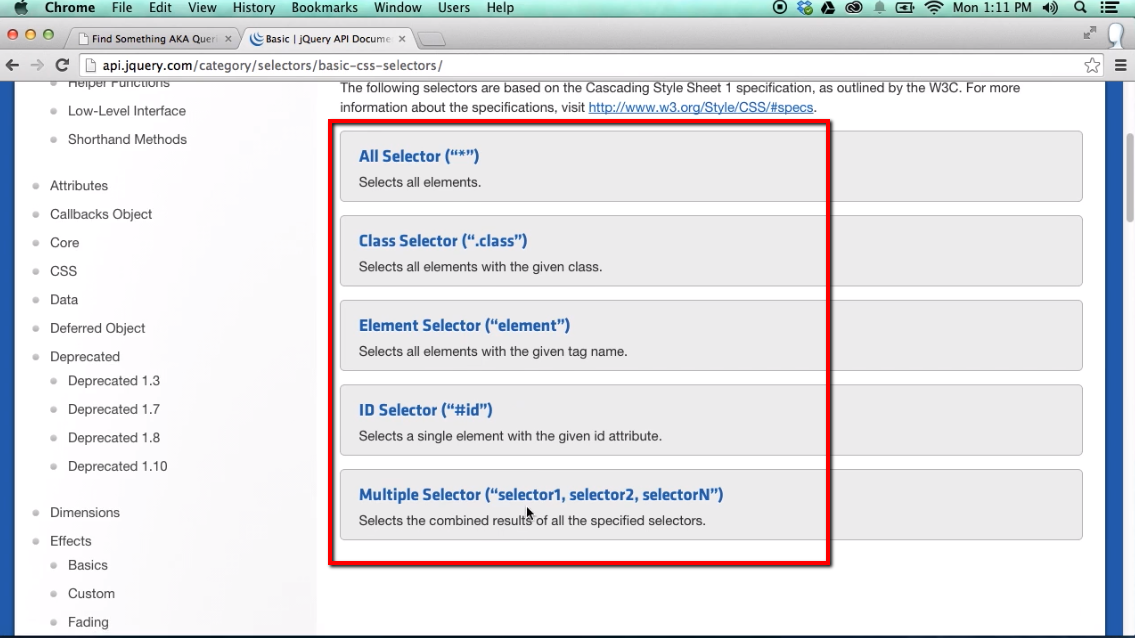 Chrome File Edit View History Bookmarks Window Users Help Mon 1:11 PM
Find Something AKA Queri
Basic | jQuery API Docume
api.jquery.com/category/selectors/basic-css-selectors/
Helper Functions
Low-Level Interface
Shorthand Methods
Attributes
Callbacks Object
Core
CSS
Data
Deferred Object
Deprecated
Deprecated 1.3
Deprecated 1.7
Deprecated 1.8
Deprecated 1.10
Dimensions
Effects
Basics
Custom
Fading
The following selectors are based on the Cascading Style Sheet 1 specification, as outlined by the W3C. For more
information about the specifications, visit http://www.w3.org/Style/CSS/#specs.
All Selector (“*”)
Selects all elements.
Class Selector (“.class”)
Selects all elements with the given class.
Element Selector (“element”)
Selects all elements with the given tag name.
ID Selector (“#id”)
Selects a single element with the given id attribute.
Multiple Selector (“selector1, selector2, selectorN”)
Selects the combined results of all the specified selectors.